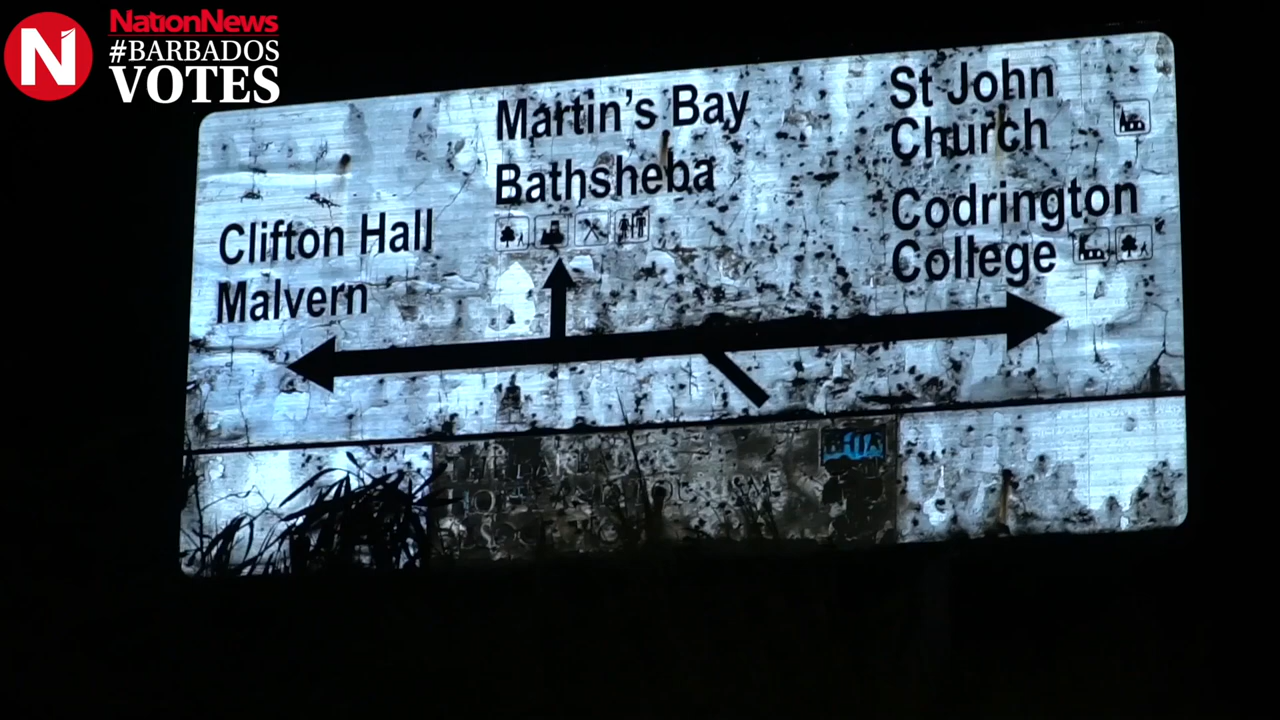 N
NationNews
#BARBADOS
VOTES
Clifton Hall
Malvern
Martin's Bay
Bathsheba
St John
Church
Codrington
College